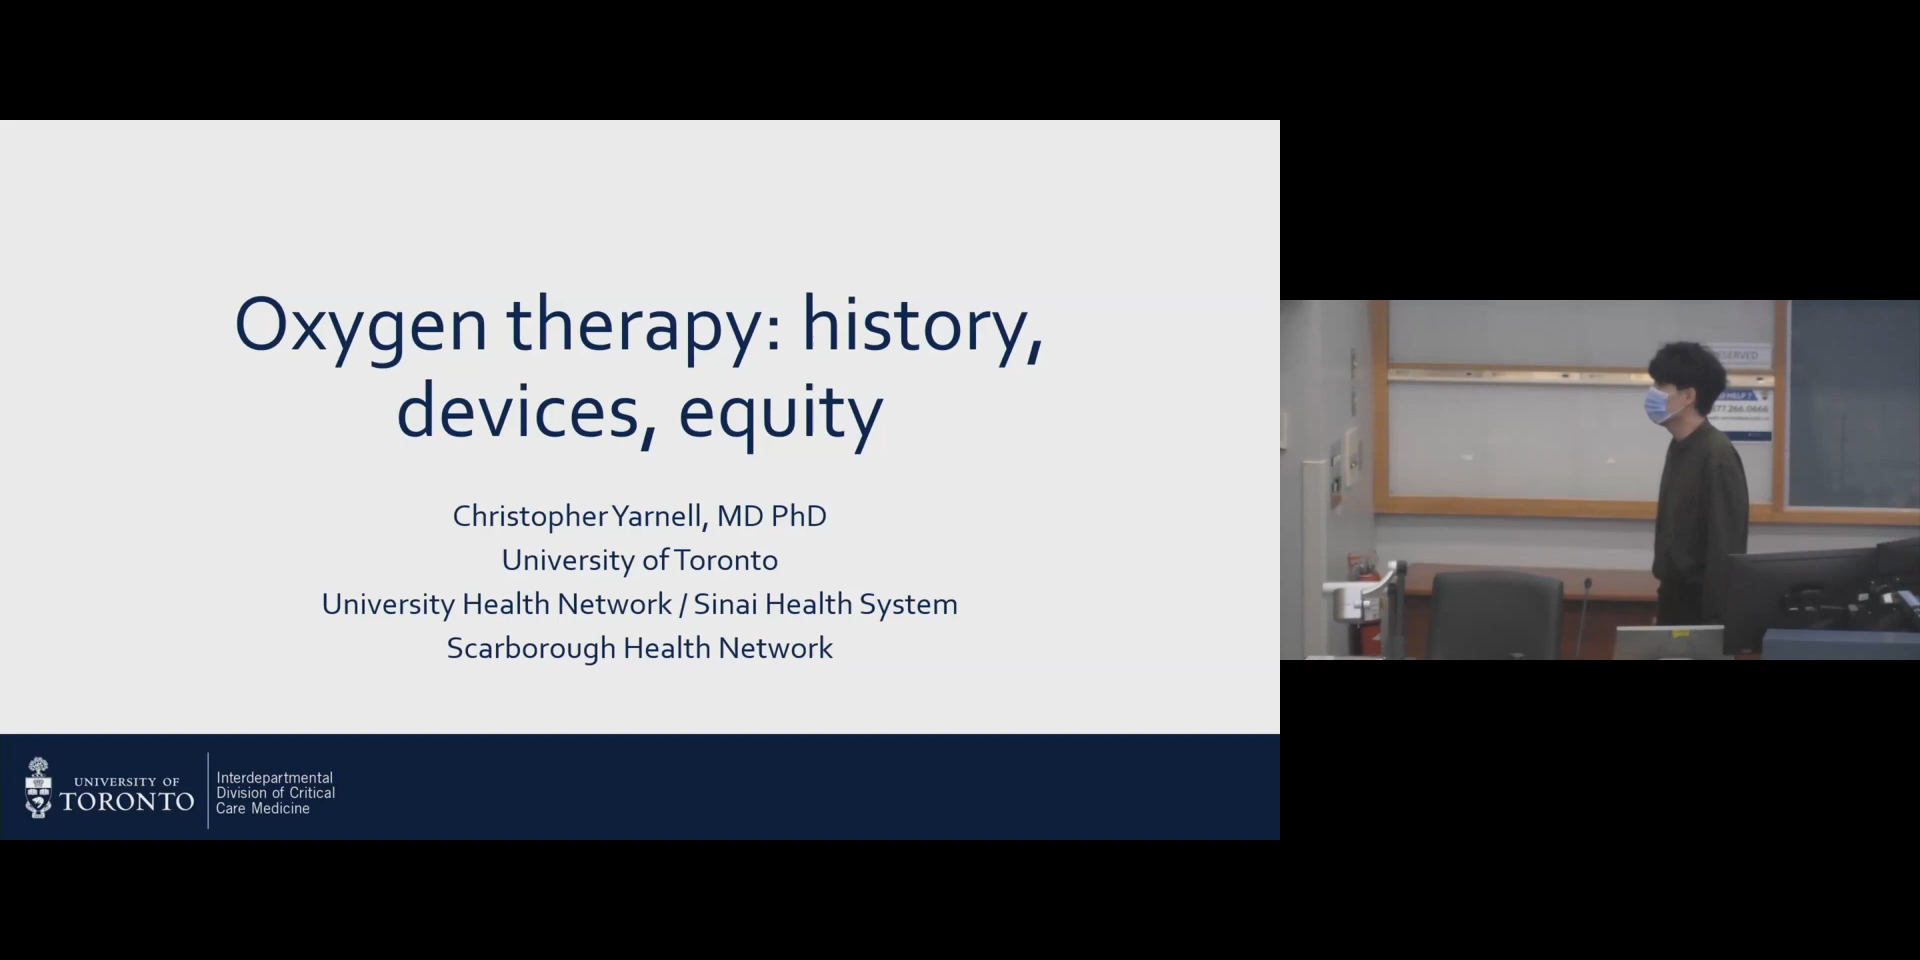 Oxygen therapy: history,
devices, equity
Christopher Yarnell, MD PhD
University of Toronto
University Health Network / Sinai Health System
Scarborough Health Network
UNIVERSITY OF
TORONTO
Interdepartmental
Division of Critical
Care Medicine